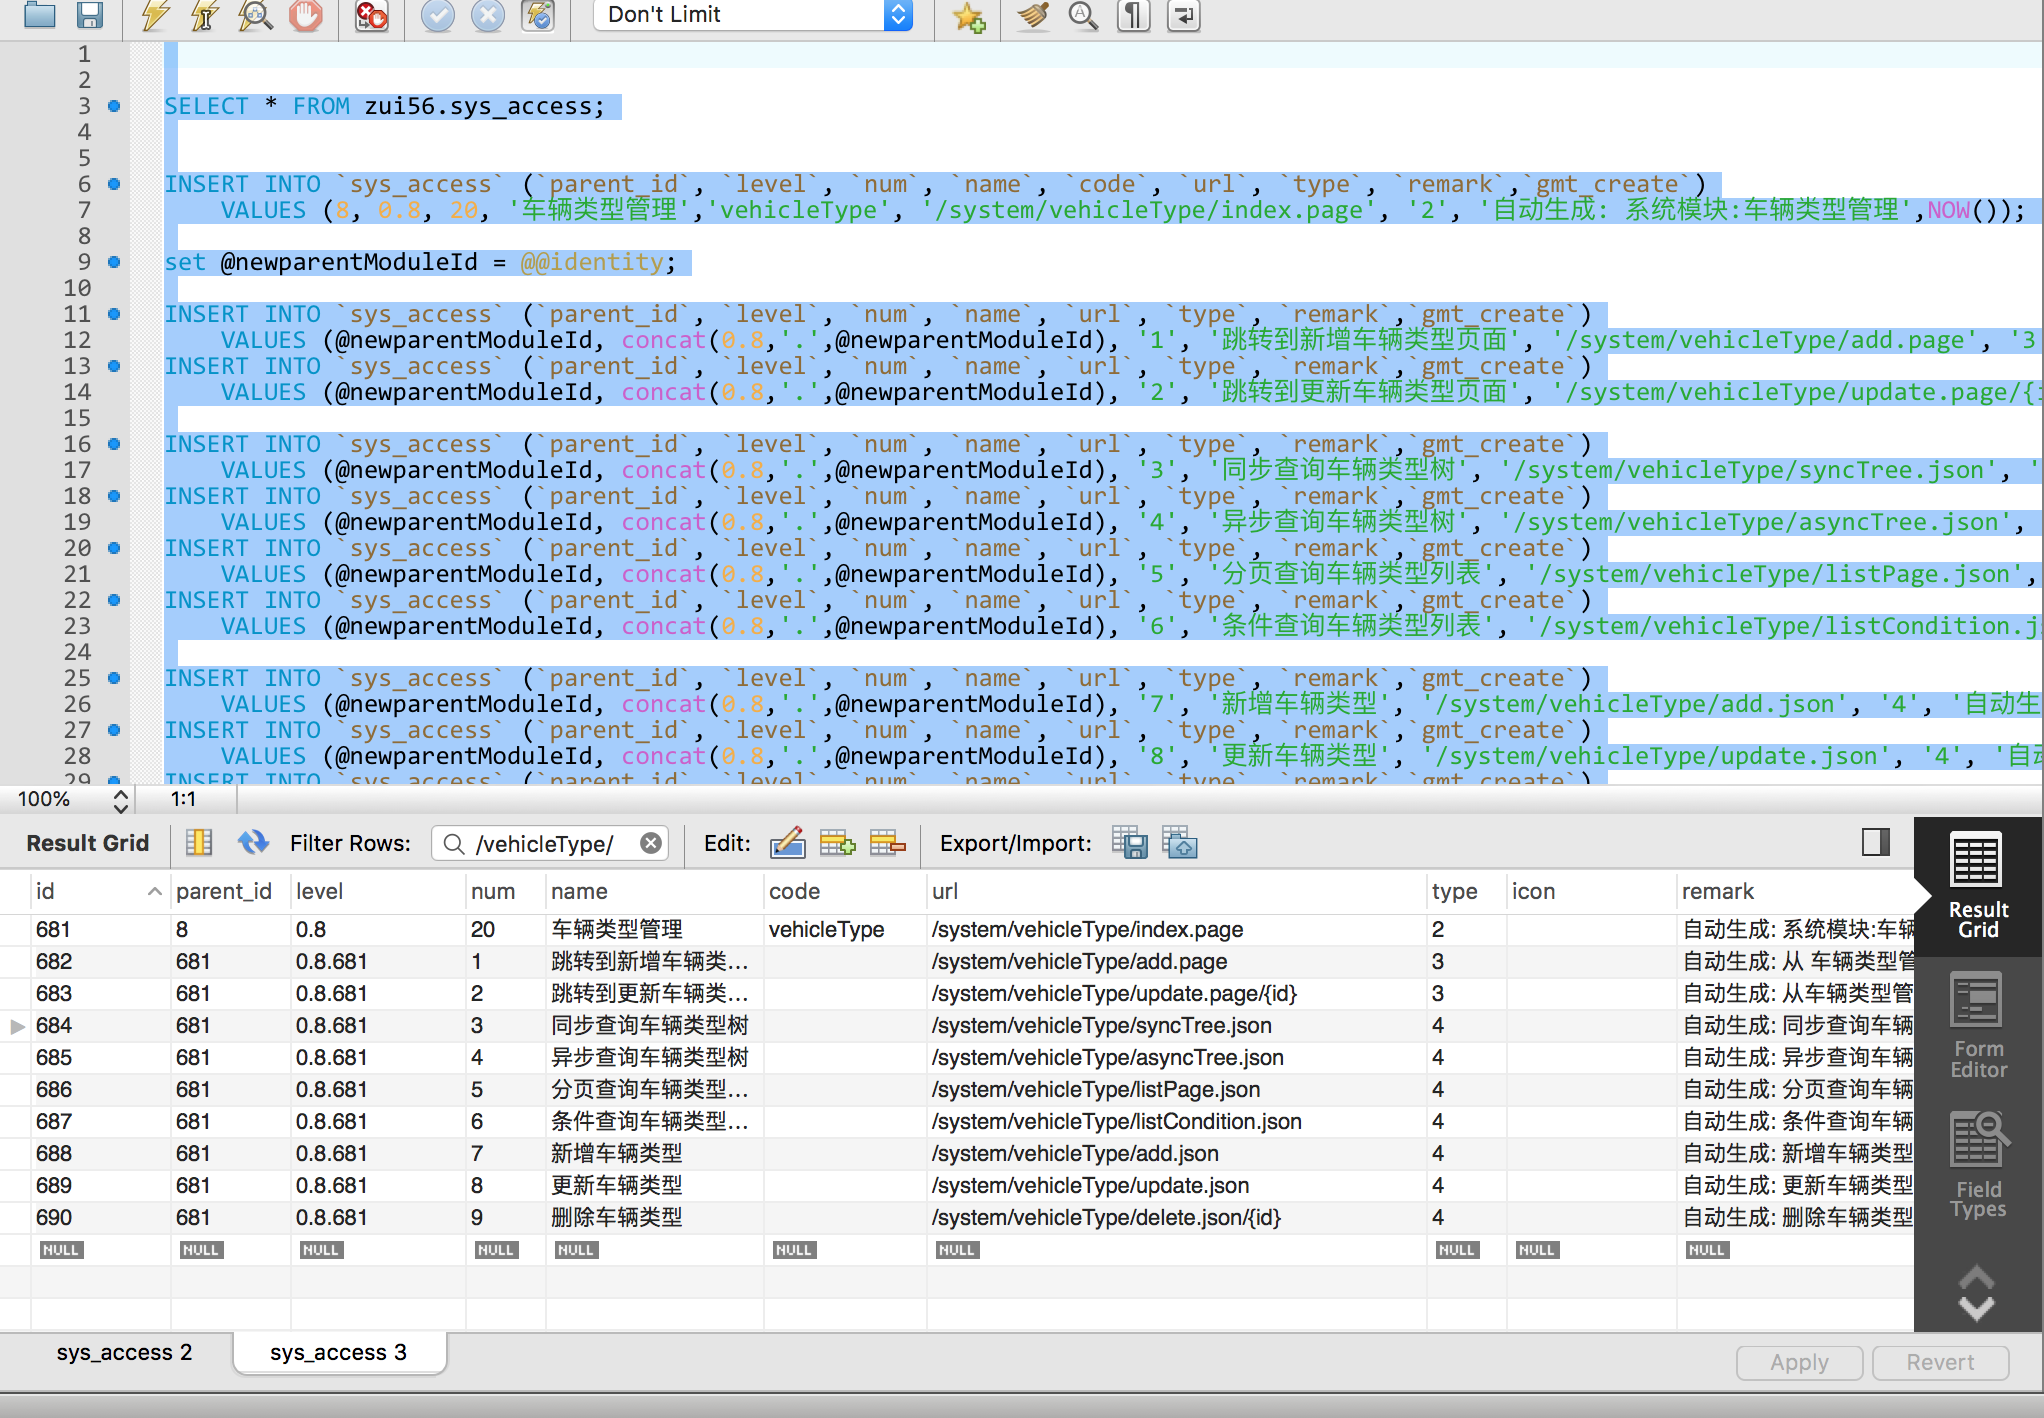 Don't Limit
1
2
3 SELECT * FROM zui56.sys_access;
4
5
6 INSERT INTO `sys_access` (`parent_id`, `level`, `num`, `name`, `code`, `url`, `type`, `remark`,`gmt_create`)
7 VALUES (8, 0.8, 20, '车辆类型管理','vehicleType', '/system/vehicleType/index.page', '2', '自动生成: 系统模块:车辆类型管理',NOW());
8
9 set @newparentModuleId = @@identity;
10
11 INSERT INTO `sys_access` (`parent_id`, `level`, `num`, `name`, `url`, `type`, `remark`,`gmt_create`)
12 VALUES (@newparentModuleId, concat(0.8,'.',@newparentModuleId), '1', '跳转到新增车辆类型页面', '/system/vehicleType/add.page', '3
13 INSERT INTO `sys_access` (`parent_id`, `level`, `num`, `name`, `url`, `type`, `remark`,`gmt_create`)
14 VALUES (@newparentModuleId, concat(0.8,'.',@newparentModuleId), '2', '跳转到更新车辆类型页面', '/system/vehicleType/update.page/{
15
16 INSERT INTO `sys_access` (`parent_id`, `level`, `num`, `name`, `url`, `type`, `remark`,`gmt_create`)
17 VALUES (@newparentModuleId, concat(0.8,'.',@newparentModuleId), '3', '同步查询车辆类型树', '/system/vehicleType/syncTree.json', '
18 INSERT INTO `sys_access` (`parent_id`, `level`, `num`, `name`, `url`, `type`, `remark`,`gmt_create`)
19 VALUES (@newparentModuleId, concat(0.8,'.',@newparentModuleId), '4', '异步查询车辆类型树', '/system/vehicleType/asyncTree.json',
20 INSERT INTO `sys_access` (`parent_id`, `level`, `num`, `name`, `url`, `type`, `remark`,`gmt_create`)
21 VALUES (@newparentModuleId, concat(0.8,'.',@newparentModuleId), '5', '分页查询车辆类型列表', '/system/vehicleType/listPage.json',
22 INSERT INTO `sys_access` (`parent_id`, `level`, `num`, `name`, `url`, `type`, `remark`,`gmt_create`)
23 VALUES (@newparentModuleId, concat(0.8,'.',@newparentModuleId), '6', '条件查询车辆类型列表', '/system/vehicleType/listCondition.j
24
25 INSERT INTO `sys_access` (`parent_id`, `level`, `num`, `name`, `url`, `type`, `remark`,`gmt_create`)
26 VALUES (@newparentModuleId, concat(0.8,'.',@newparentModuleId), '7', '新增车辆类型', '/system/vehicleType/add.json', '4', '自动生
27 INSERT INTO `sys_access` (`parent_id`, `level`, `num`, `name`, `url`, `type`, `remark`,`gmt_create`)
28 VALUES (@newparentModuleId, concat(0.8,'.',@newparentModuleId), '8', '更新车辆类型', '/system/vehicleType/update.json', '4', '自动
29 INSERT INTO `sys_access` (`parent_id`, `level`, `num`, `name`, `url`, `type`, `remark`,`gmt_create`)
100% 1:1
Result Grid Filter Rows: /vehicleType/ Edit: Export/Import:
id parent_id level num name code url type icon remark
681 8 0.8 20 车辆类型管理 vehicleType /system/vehicleType/index.page 2 自动生成: 系统模块:车辆
682 681 0.8.681 1 跳转到新增车辆类... /system/vehicleType/add.page 3 自动生成: 从 车辆类型管
683 681 0.8.681 2 跳转到更新车辆类... /system/vehicleType/update.page/{id} 3 自动生成: 从车辆类型管
684 681 0.8.681 3 同步查询车辆类型树 /system/vehicleType/syncTree.json 4 自动生成: 同步查询车辆
685 681 0.8.681 4 异步查询车辆类型树 /system/vehicleType/asyncTree.json 4 自动生成: 异步查询车辆
686 681 0.8.681 5 分页查询车辆类型... /system/vehicleType/listPage.json 4 自动生成: 分页查询车辆
687 681 0.8.681 6 条件查询车辆类型... /system/vehicleType/listCondition.json 4 自动生成: 条件查询车辆
688 681 0.8.681 7 新增车辆类型 /system/vehicleType/add.json 4 自动生成: 新增车辆类型
689 681 0.8.681 8 更新车辆类型 /system/vehicleType/update.json 4 自动生成: 更新车辆类型
690 681 0.8.681 9 删除车辆类型 /system/vehicleType/delete.json/{id} 4 自动生成: 删除车辆类型
NULL NULL NULL NULL NULL NULL NULL NULL NULL NULL
Result
Grid
Form
Editor
Field
Types
sys_access 2 sys_access 3
Apply Revert